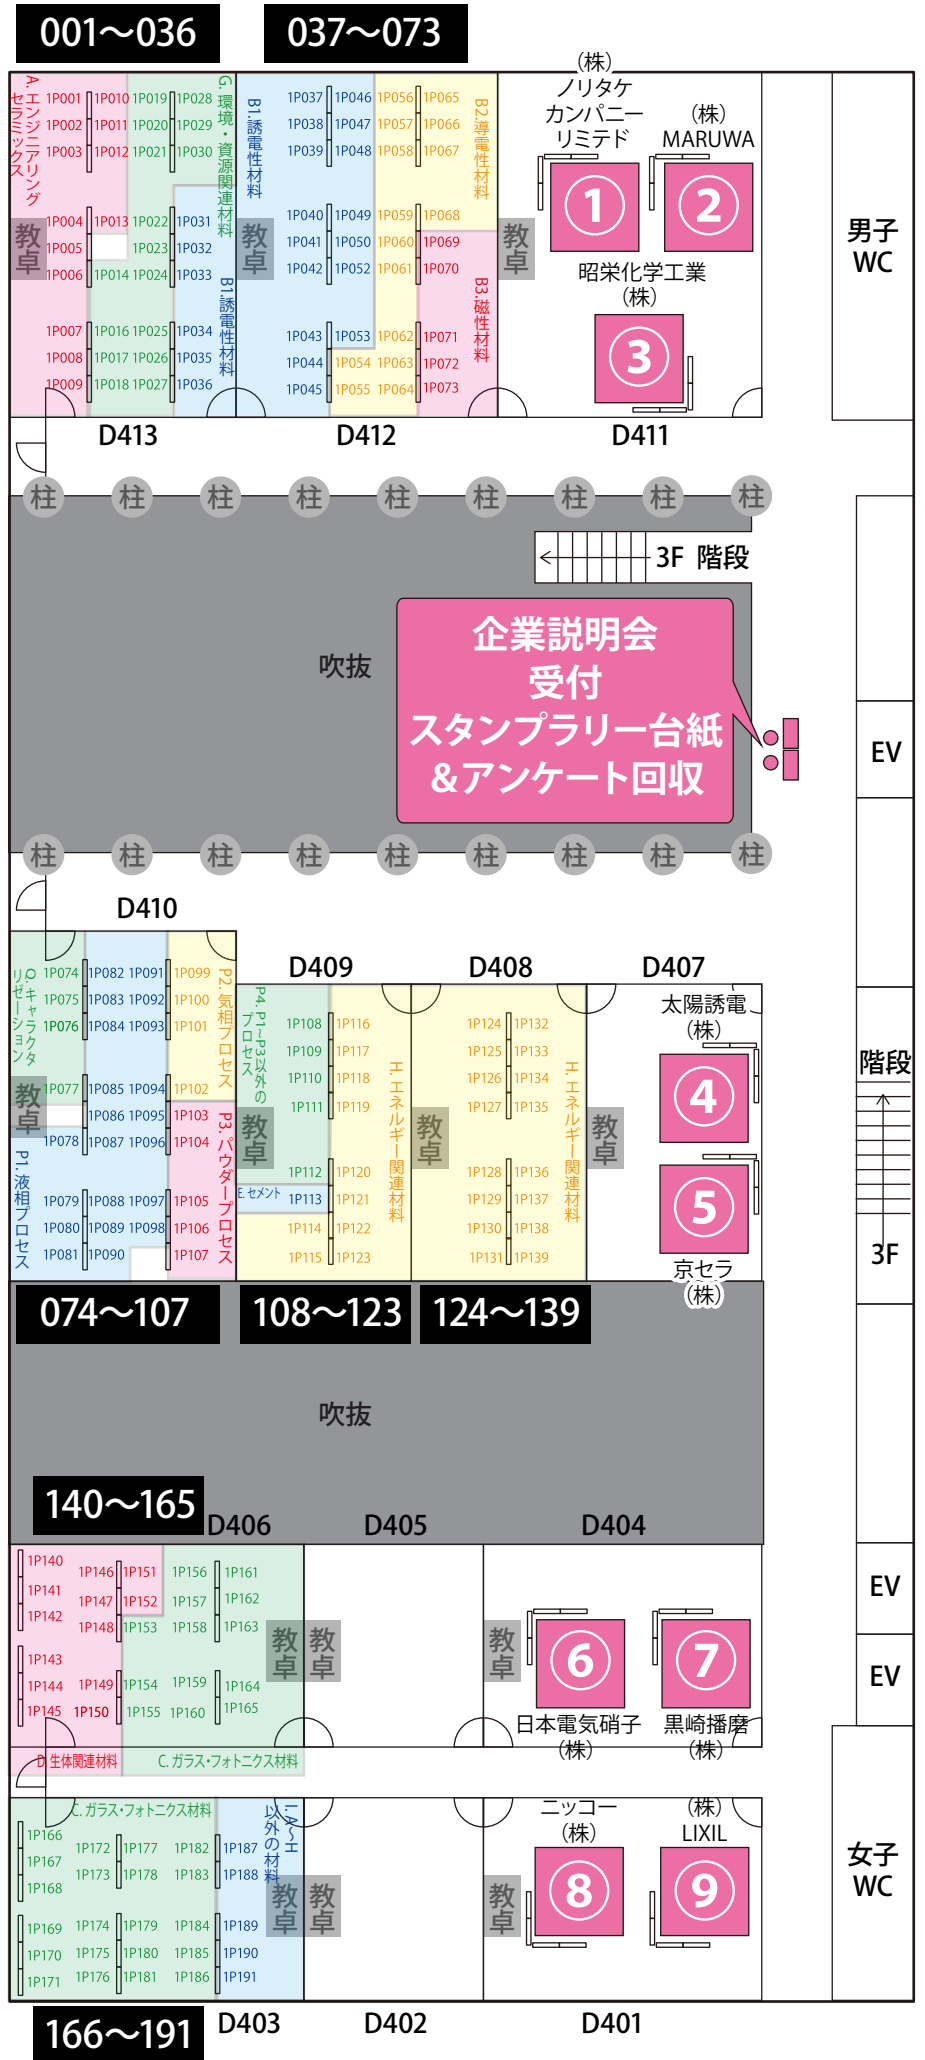 001〜036
037〜073
A. エンジニアリング
セラミックス
1P001
1P002
1P003
1P004
1P005
1P006
1P007
1P008
1P009
1P010
1P011
1P012
1P013
1P014
1P016
1P017
1P018
G. 環境・資源関連材料
1P019
1P020
1P021
1P022
1P023
1P024
1P025
1P026
1P027
1P028
1P029
1P030
1P031
1P032
1P033
1P034
1P035
1P036
B1.誘電性材料
教卓
D413
B1.誘電性材料
1P037
1P038
1P039
1P040
1P041
1P042
1P043
1P044
1P045
1P046
1P047
1P048
1P049
1P050
1P052
1P053
1P054
1P055
1P056
1P057
1P058
1P059
1P060
1P061
1P062
1P063
1P064
1P065
1P066
1P067
1P068
1P069
1P070
1P071
1P072
1P073
B2.導電性材料
B3.磁性材料
教卓
D412
(株)
ノリタケ
カンパニー
リミテド
①
(株)
MARUWA
②
昭栄化学工業
(株)
③
教卓
D411
男子
WC
柱 柱 柱 柱 柱 柱 柱 柱 柱
3F 階段
吹抜
企業説明会
受付
スタンプラリー台紙
&アンケート回収
EV
柱 柱 柱 柱 柱 柱 柱 柱 柱
D410
Q. キャラクタ
リゼーション
1P074
1P075
1P076
1P077
1P078
1P079
1P080
1P081
1P082
1P083
1P084
1P085
1P086
1P087
1P088
1P089
1P090
1P091
1P092
1P093
1P094
1P095
1P096
1P097
1P098
1P099
1P100
1P101
1P102
1P103
1P104
1P105
1P106
1P107
P1. 液相プロセス
P2. 気相プロセス
P3. パウダープロセス
教卓
D409
P4. P1~P3以外の
プロセス
1P108
1P109
1P110
1P111
1P112
1P113
1P114
1P115
1P116
1P117
1P118
1P119
1P120
1P121
1P122
1P123
E. セメント
H. エネルギー関連材料
教卓
D408
1P124
1P125
1P126
1P127
1P128
1P129
1P130
1P131
1P132
1P133
1P134
1P135
1P136
1P137
1P138
1P139
H. エネルギー関連材料
教卓
D407
太陽誘電
(株)
④
⑤
京セラ
(株)
教卓
階段
3F
074〜107
108〜123
124〜139
吹抜
140〜165
D406
D405
D404
1P140
1P141
1P142
1P143
1P144
1P145
1P146
1P147
1P148
1P149
1P150
1P151
1P152
1P153
1P154
1P155
1P156
1P157
1P158
1P159
1P160
1P161
1P162
1P163
1P164
1P165
D. 生体関連材料
C. ガラス・フォトニクス材料
教卓
教卓
教卓
⑥
日本電気硝子
(株)
⑦
黒崎播磨
(株)
EV
EV
C. ガラス・フォトニクス材料
I. A〜H
以外の材料
1P166
1P167
1P168
1P169
1P170
1P171
1P172
1P173
1P174
1P175
1P176
1P177
1P178
1P179
1P180
1P181
1P182
1P183
1P184
1P185
1P186
1P187
1P188
1P189
1P190
1P191
教卓
教卓
教卓
ニッコー
(株)
⑧
(株)
LIXIL
⑨
女子
WC
166〜191
D403
D402
D401